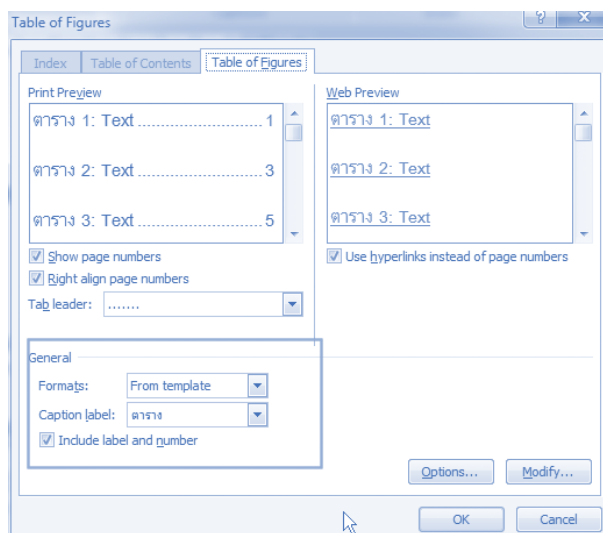 Table of Figures
Index Table of Contents Table of Figures
Print Preview
ตาราง 1: Text ............................ 1
ตาราง 2: Text ............................ 3
ตาราง 3: Text ............................ 5
Show page numbers
Right align page numbers
Tab leader: .......
Web Preview
ตาราง 1: Text
ตาราง 2: Text
ตาราง 3: Text
Use hyperlinks instead of page numbers
General
Formats: From template
Caption label: ตาราง
Include label and number
Options... Modify...
OK Cancel